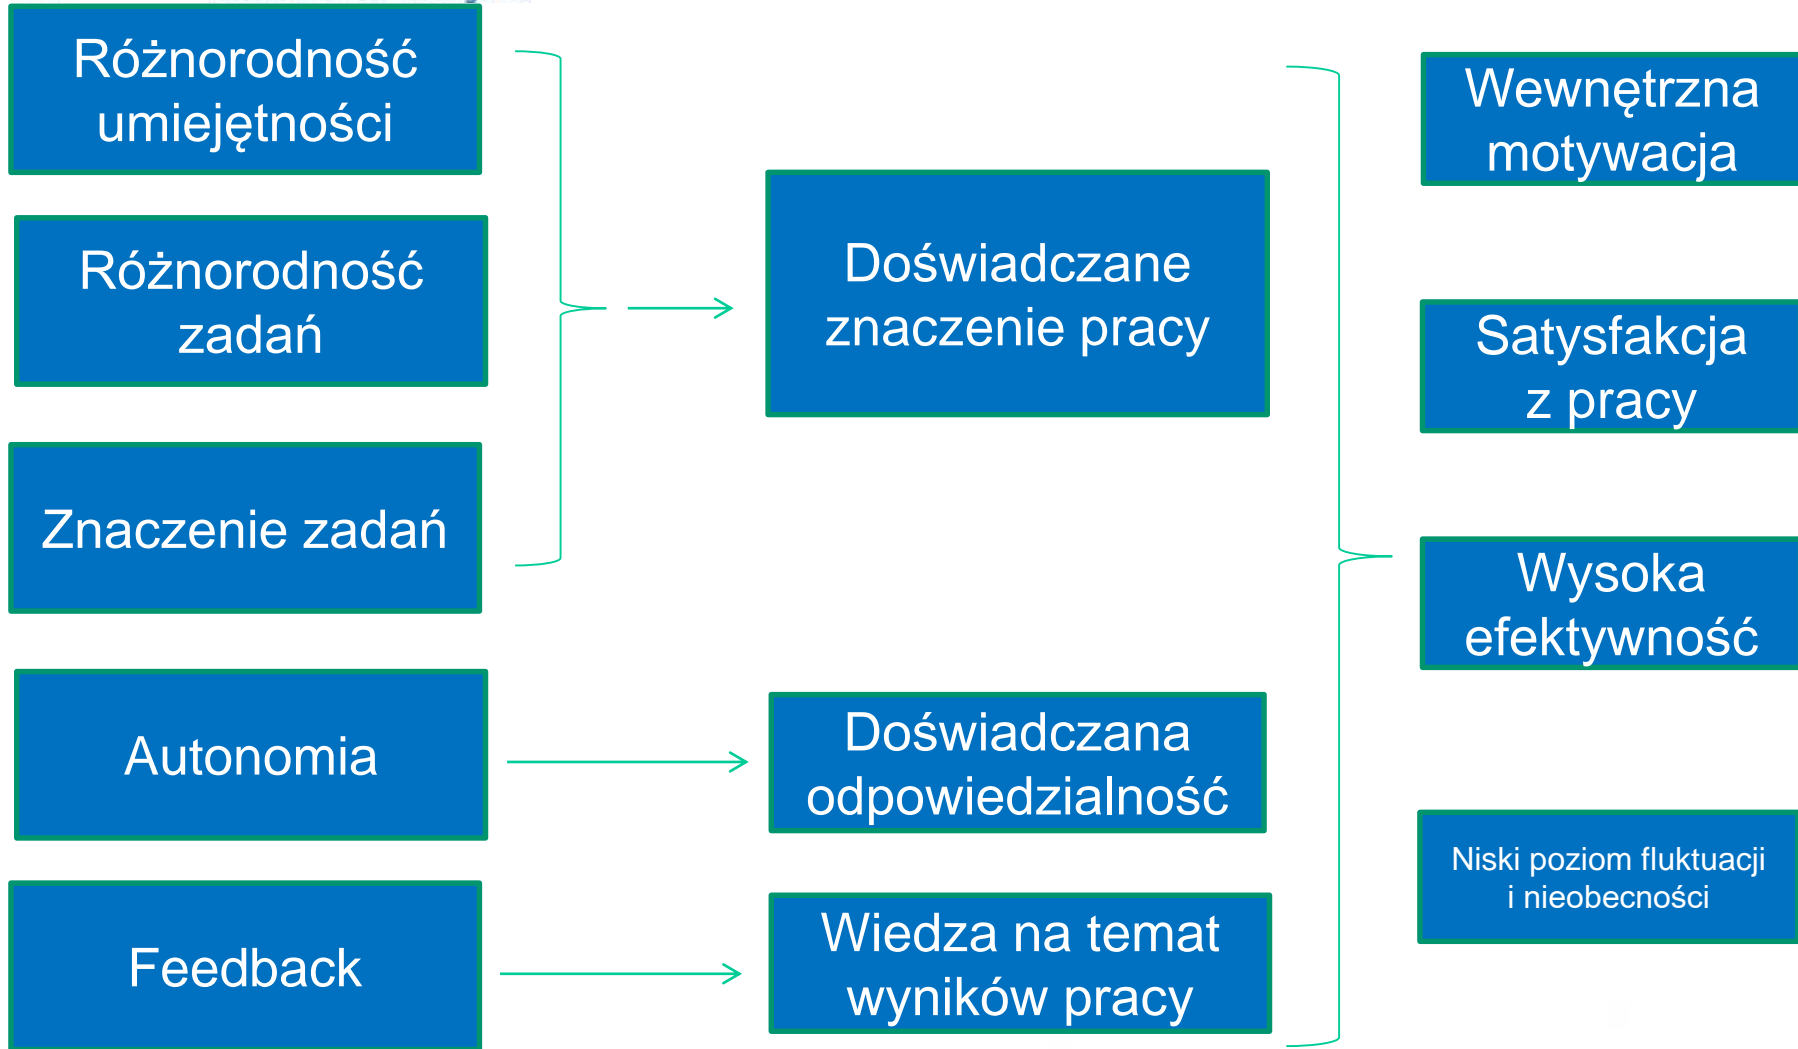 Różnorodność
umiejętności
Różnorodność
zadań
Znaczenie zadań
Autonomia
Feedback
Doświadczane
znaczenie pracy
Doświadczana
odpowiedzialność
Wiedza na temat
wyników pracy
Wewnętrzna
motywacja
Satysfakcja
z pracy
Wysoka
efektywność
Niski poziom fluktuacji
i nieobecności